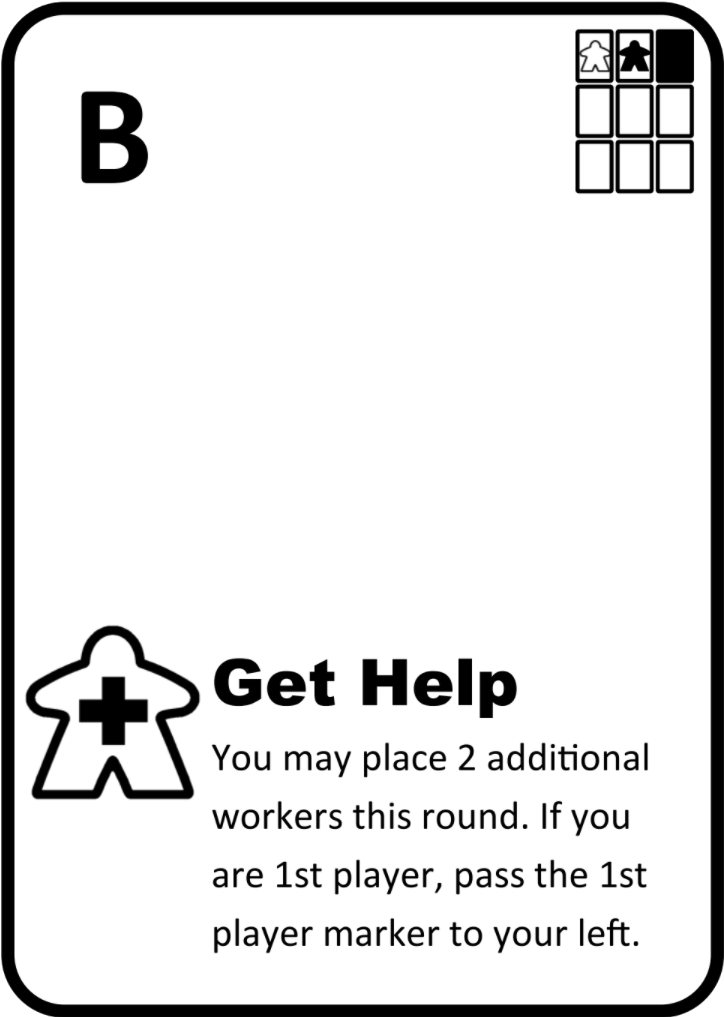 B
Get Help
You may place 2 additional
workers this round. If you
are 1st player, pass the 1st
player marker to your left.